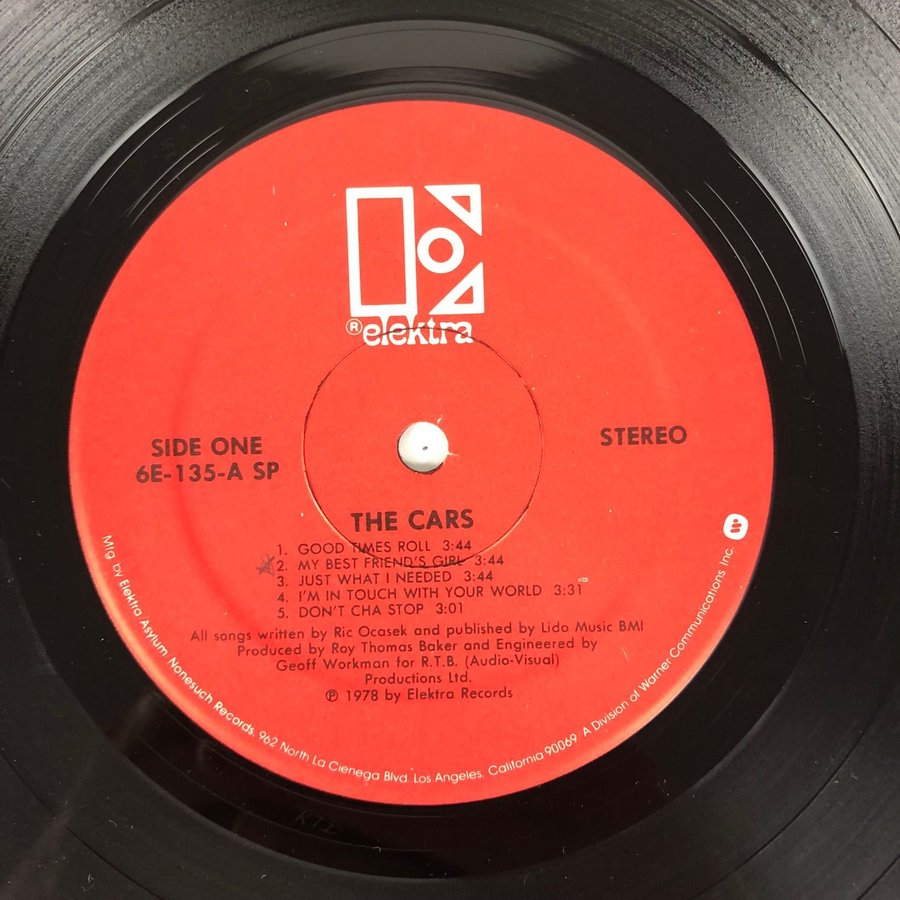 ® elektra
SIDE ONE
6E-135-A SP
STEREO
THE CARS
1. GOOD TIMES ROLL 3:44
2. MY BEST FRIEND'S GIRL 3:44
3. JUST WHAT I NEEDED 3:44
4. I'M IN TOUCH WITH YOUR WORLD 3:31
5. DON'T CHA STOP 3:01
All songs written by Ric Ocasek and published by Lido Music BMI
Produced by Roy Thomas Baker and Engineered by
Geoff Workman for R.T.B. (Audio-Visual)
Productions Ltd.
℗ 1978 by Elektra Records
Mfg. by Elektra Asylum Nonesuch Records, 962 North La Cienega Blvd. Los Angeles, California 90069 A Division of Warner Communications Inc.